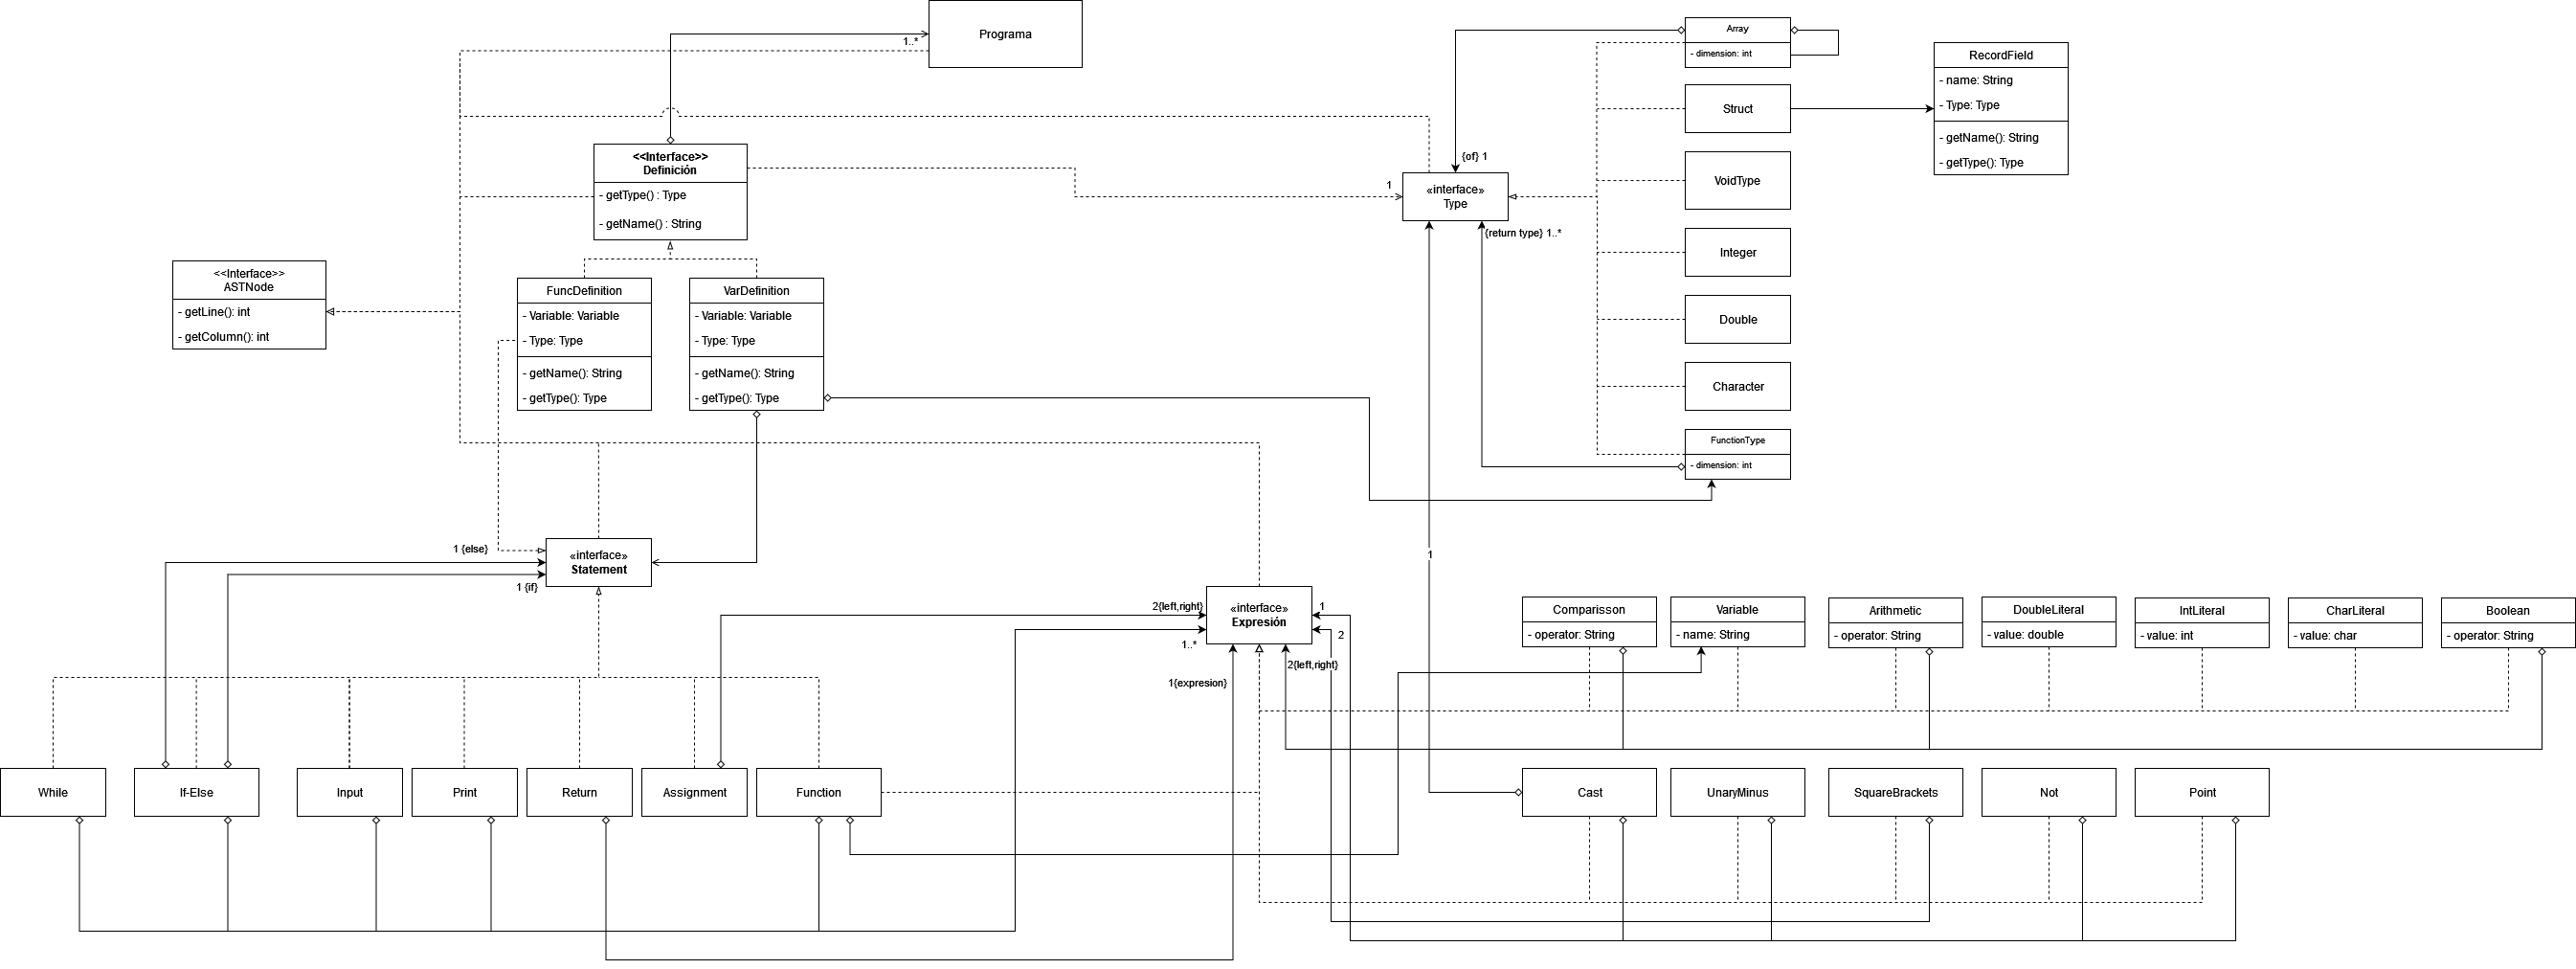 Programa
1..*
Array
- dimension: int
RecordField
- name: String
- Type: Type
- getName(): String
- getType(): Type
Struct
<<Interface>>
Definición
- getType() : Type
- getName() : String
{of} 1
1
«interface»
Type
{return type} 1..*
VoidType
Integer
Double
Character
FunctionType
- dimension: int
<<Interface>>
ASTNode
- getLine(): int
- getColumn(): int
FuncDefinition
- Variable: Variable
- Type: Type
- getName(): String
- getType(): Type
VarDefinition
- Variable: Variable
- Type: Type
- getName(): String
- getType(): Type
1 {else}
1 {if}
«interface»
Statement
1
2{left,right}
1..*
1{expresion}
«interface»
Expresión
1
2
2{left,right}
Comparisson
- operator: String
Variable
- name: String
Arithmetic
- operator: String
DoubleLiteral
- value: double
IntLiteral
- value: int
CharLiteral
- value: char
Boolean
- operator: String
While
If-Else
Input
Print
Return
Assignment
Function
Cast
UnaryMinus
SquareBrackets
Not
Point